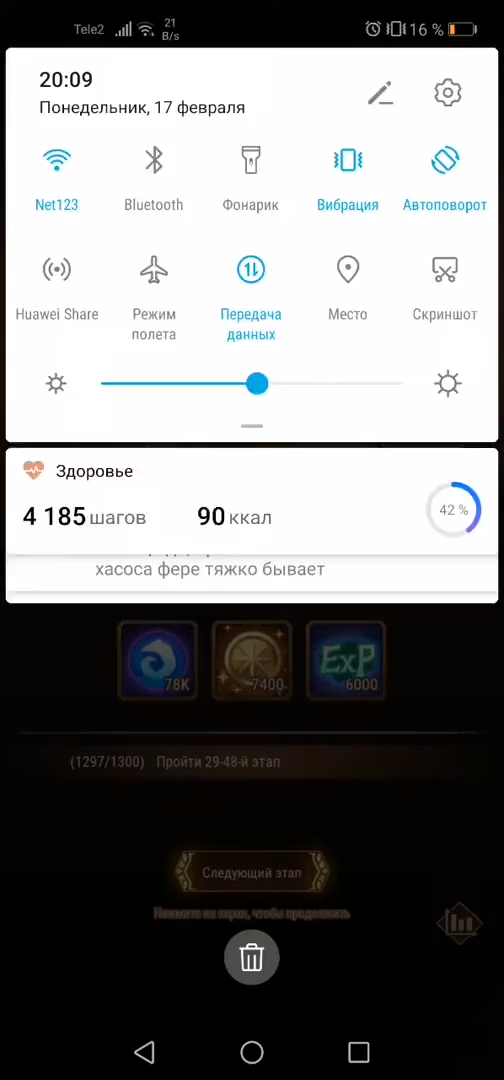 Tele2 21 B/s 16 %
20:09
Понедельник, 17 февраля
Net123 Bluetooth Фонарик Вибрация Автоповорот
Huawei Share Режим полета Передача данных Место Скриншот
Здоровье
4 185 шагов 90 ккал 42 %
хасоса фере тяжко бывает
78K 7400 ExP 6000
(1297/1300) Пройти 29-48-й этап
Следующий этап
Нажмите на экран, чтобы продолжить